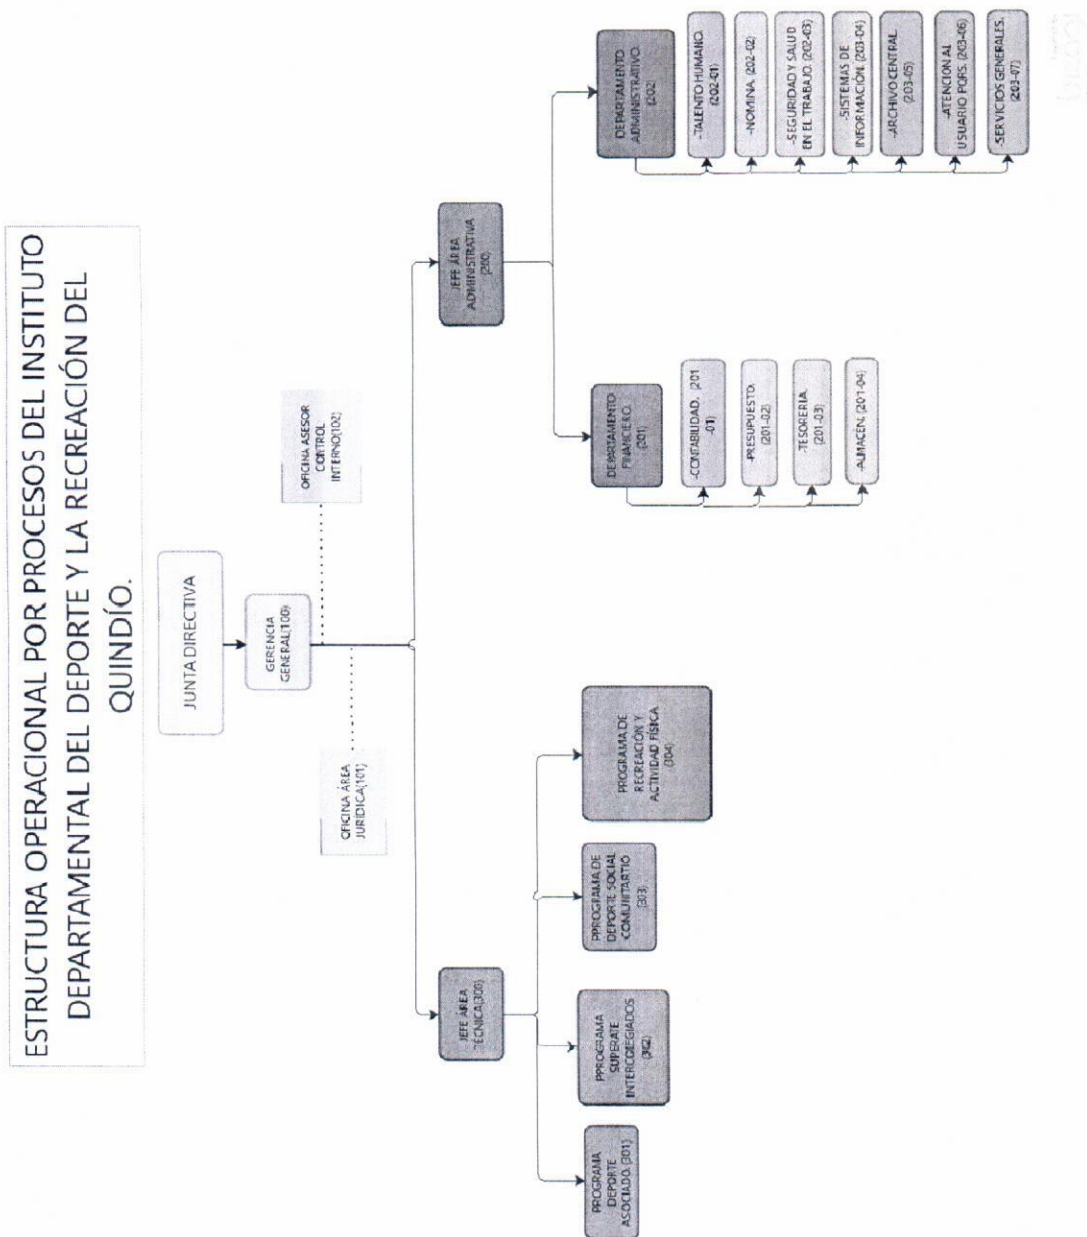 ESTRUCTURA OPERACIONAL POR PROCESOS DEL INSTITUTO
DEPARTAMENTAL DEL DEPORTE Y LA RECREACIÓN DEL
QUINDÍO.
JUNTA DIRECTIVA
GERENCIA
GENERAL(100)
OFICINA ASESOR
CONTROL
INTERNO(102)
OFICINA ÁREA
JURÍDICA(101)
JEFE ÁREA
TÉCNICA(300)
JEFE ÁREA
ADMINISTRATIVA
(200)
PROGRAMA
DEPORTE
ASOCIADO. (301)
PPROGRAMA
SUPERATE
INTERCOLEGIADOS
(302)
PPROGRAMA DE
DEPORTE SOCIAL
COMUNITARTIO
(303)
PROGRAMA DE
RECREACIÓN Y
ACTIVIDAD FÍSICA
(304)
DEPARTAMENTO
FINANCIERO.
(201)
-CONTABILIDAD. (201
-01)
-PRESUPUESTO.
(201-02)
-TESORERIA.
(201-03)
-ALMACÉN. (201-04)
DEPARTAMENTO
ADMINISTRATIVO.
(202)
-TALENTO HUMANO.
(202-01)
-NOMINA. (202-02)
-SEGURIDAD Y SALUD
EN EL TRABAJO. (202-03)
-SISTEMAS DE
INFORMACIÓN. (203-04)
-ARCHIVO CENTRAL.
(203-05)
-ATENCION AL
USUARIO PQRS. (203-06)
-SERVICIOS GENERALES.
(203-07)